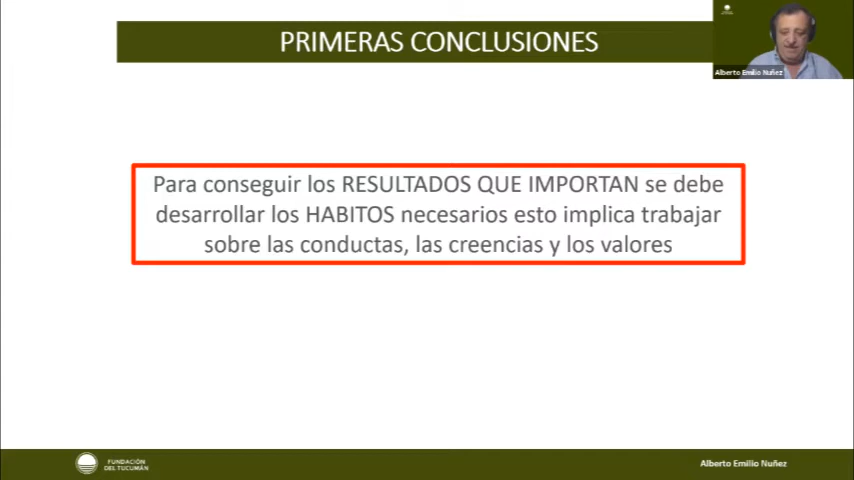 PRIMERAS CONCLUSIONES
Alberto Emilio Nuñez
Para conseguir los RESULTADOS QUE IMPORTAN se debe
desarrollar los HABITOS necesarios esto implica trabajar
sobre las conductas, las creencias y los valores
FUNDACIÓN
DEL TUCUMÁN
Alberto Emilio Nuñez